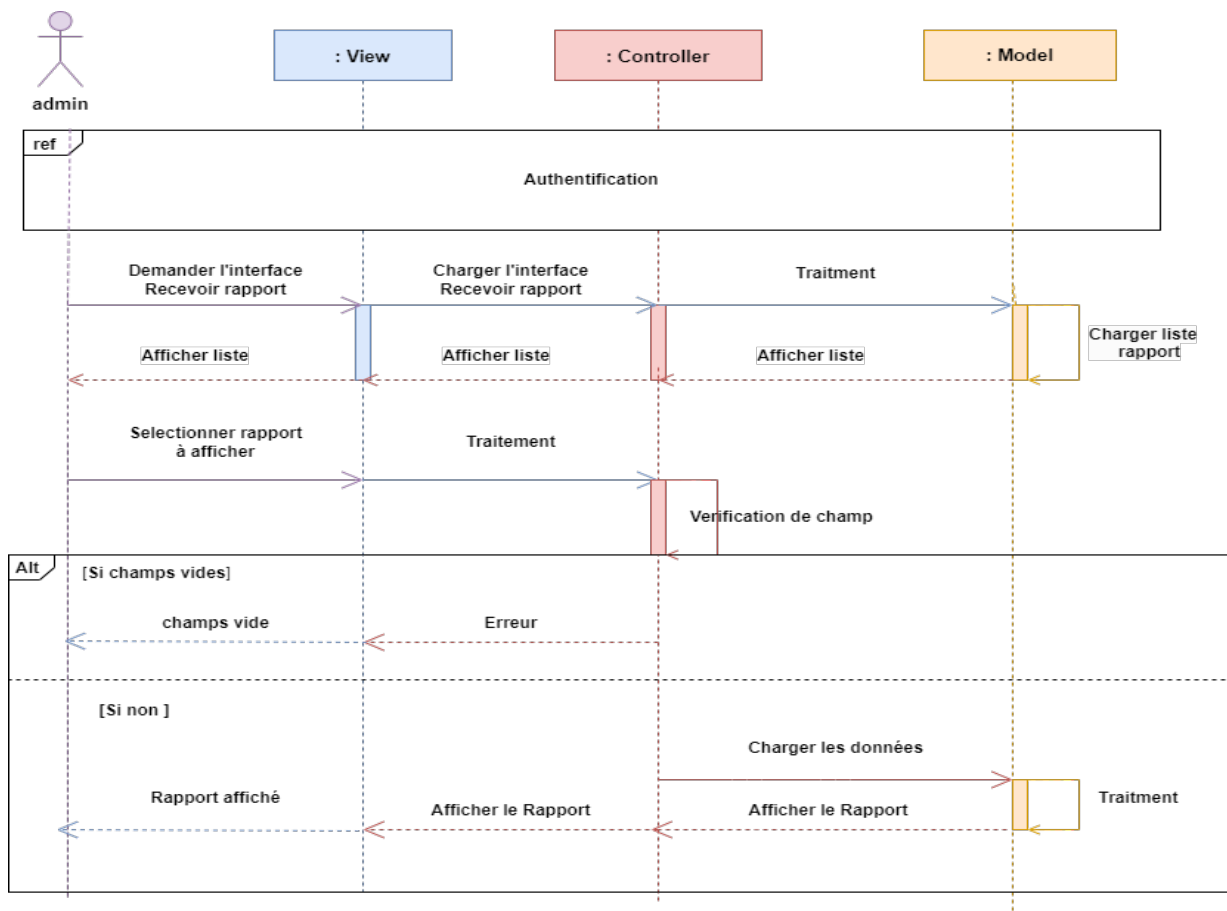 admin
: View
: Controller
: Model
ref
Authentification
Demander l'interface
Recevoir rapport
Charger l'interface
Recevoir rapport
Traitment
Charger liste
rapport
Afficher liste
Afficher liste
Afficher liste
Selectionner rapport
à afficher
Traitement
Verification de champ
Alt
[Si champs vides]
champs vide
Erreur
[Si non ]
Charger les données
Traitment
Rapport affiché
Afficher le Rapport
Afficher le Rapport